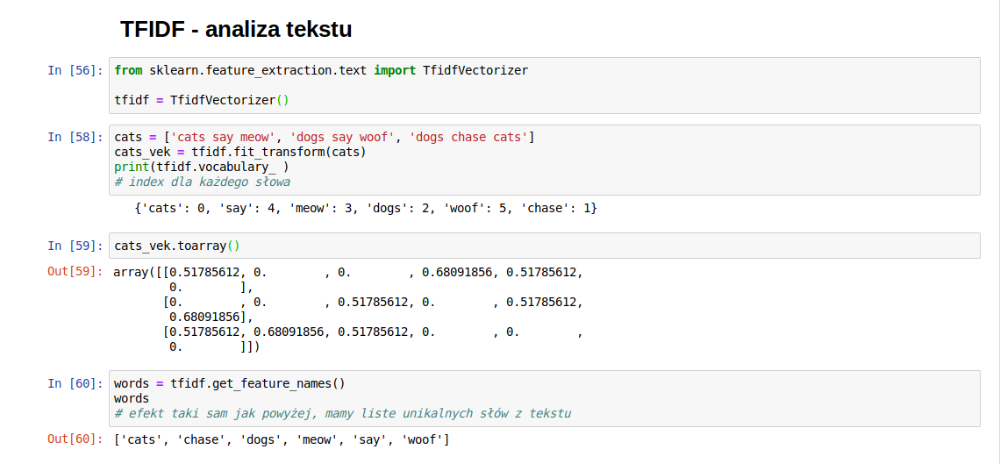 TFIDF - analiza tekstu
In [56]: from sklearn.feature_extraction.text import TfidfVectorizer
tfidf = TfidfVectorizer()
In [58]: cats = ['cats say meow', 'dogs say woof', 'dogs chase cats']
cats_vek = tfidf.fit_transform(cats)
print(tfidf.vocabulary_ )
# index dla każdego słowa
{'cats': 0, 'say': 4, 'meow': 3, 'dogs': 2, 'woof': 5, 'chase': 1}
In [59]: cats_vek.toarray()
Out[59]: array([[0.51785612, 0.        , 0.        , 0.68091856, 0.51785612,
0.        ],
[0.        , 0.        , 0.51785612, 0.        , 0.51785612,
0.68091856],
[0.51785612, 0.68091856, 0.51785612, 0.        , 0.        ,
0.        ]])
In [60]: words = tfidf.get_feature_names()
words
# efekt taki sam jak powyżej, mamy liste unikalnych słów z tekstu
Out[60]: ['cats', 'chase', 'dogs', 'meow', 'say', 'woof']